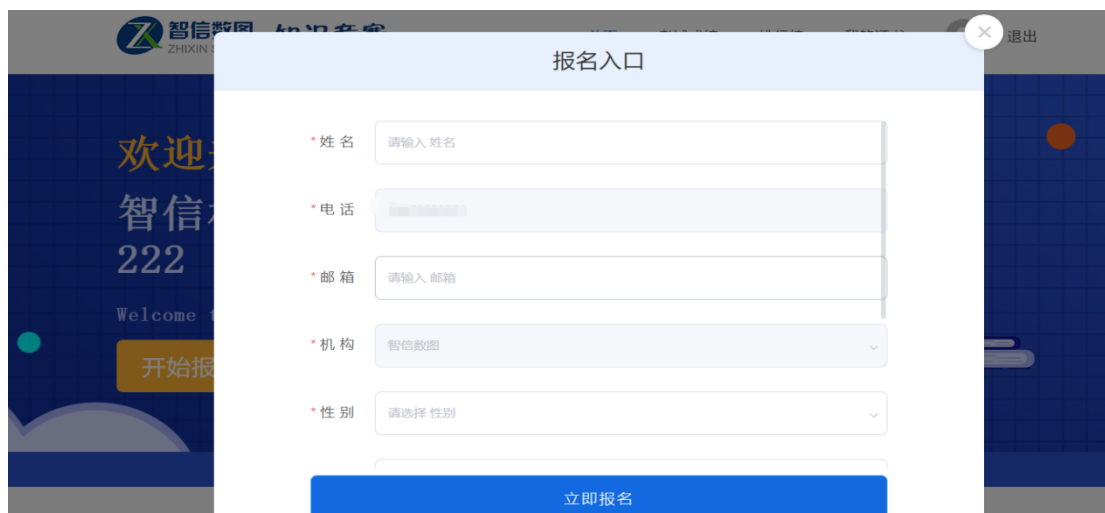 智信数图
ZHIXIN
退出
报名入口
欢迎
智信
222
Welcome t
开始报
*姓 名
请输入 姓名
*电 话
*邮 箱
请输入 邮箱
*机 构
智信数图
*性 别
请选择 性别
立即报名